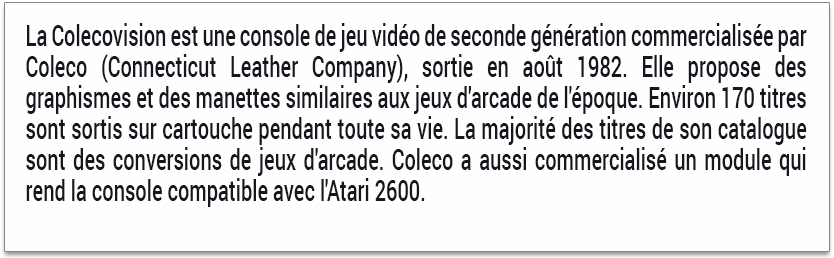 La Colecovision est une console de jeu vidéo de seconde génération commercialisée par
Coleco (Connecticut Leather Company), sortie en août 1982. Elle propose des
graphismes et des manettes similaires aux jeux d'arcade de l'époque. Environ 170 titres
sont sortis sur cartouche pendant toute sa vie. La majorité des titres de son catalogue
sont des conversions de jeux d'arcade. Coleco a aussi commercialisé un module qui
rend la console compatible avec l'Atari 2600.